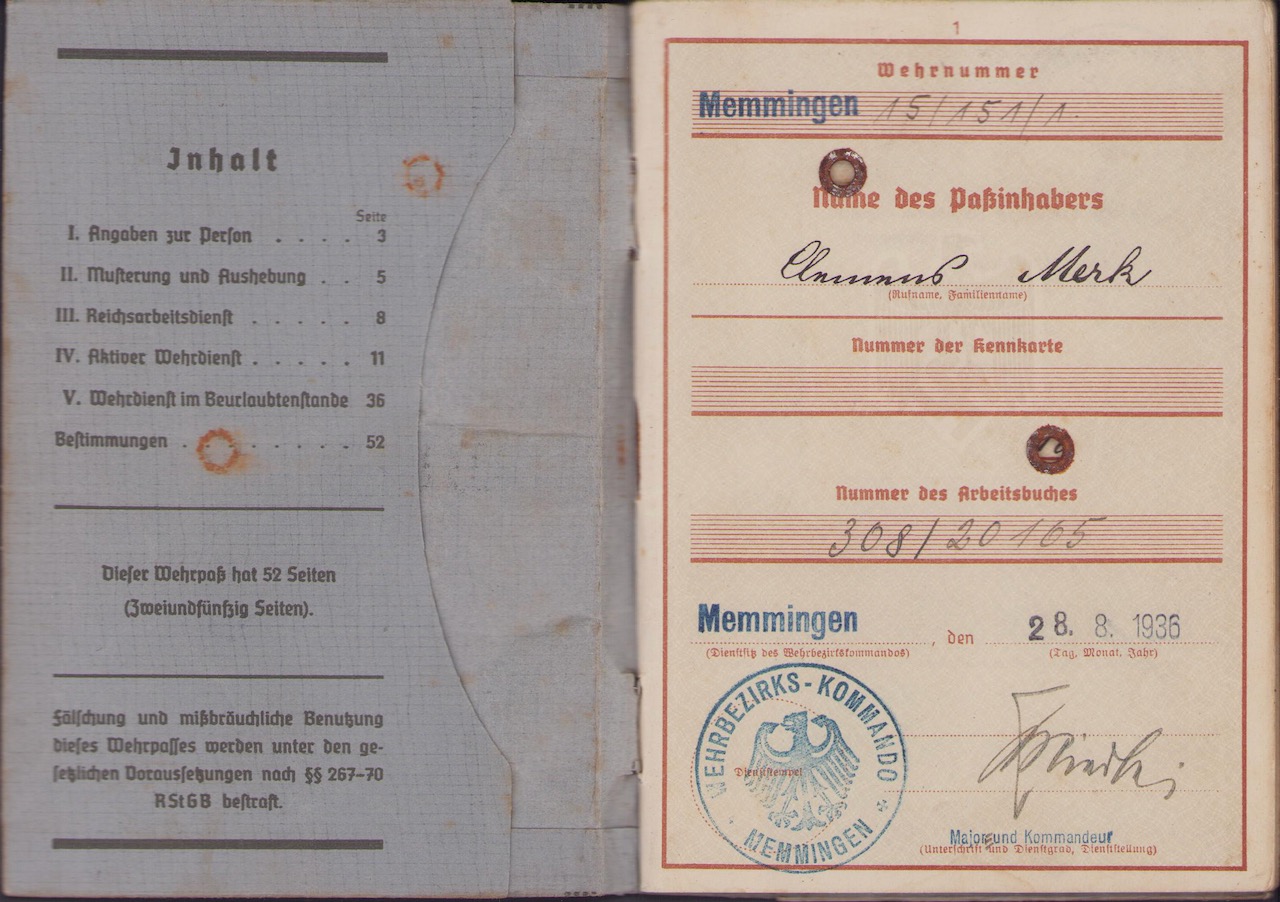 Inhalt
Seite
I. Angaben zur Person . . . . 3
II. Musterung und Aushebung . . 5
III. Reichsarbeitsdienst . . . . . 8
IV. Aktiver Wehrdienst . . . . . 11
V. Wehrdienst im Beurlaubtenstande 36
Bestimmungen . . . . . . . . 52
Dieser Wehrpaß hat 52 Seiten
(Zweiundfünfzig Seiten).
Fälschung und mißbräuchliche Benutzung
dieses Wehrpasses werden unter den ge-
setzlichen Voraussetzungen nach §§ 267-70
RStGB bestraft.
1
Wehrnummer
Memmingen 15/151/1.
Name des Paßinhabers
Clemens Merk
(Rufname, Familienname)
Nummer der Kennkarte
Nummer des Arbeitsbuches
308/20165
Memmingen, den 28. 8. 1936
(Dienstsitz des Wehrbezirkskommandos) (Tag, Monat, Jahr)
WEHRBEZIRKS-KOMMANDO
Dienststempel
MEMMINGEN
Major und Kommandeur
(Unterschrift und Dienstgrad, Dienststellung)